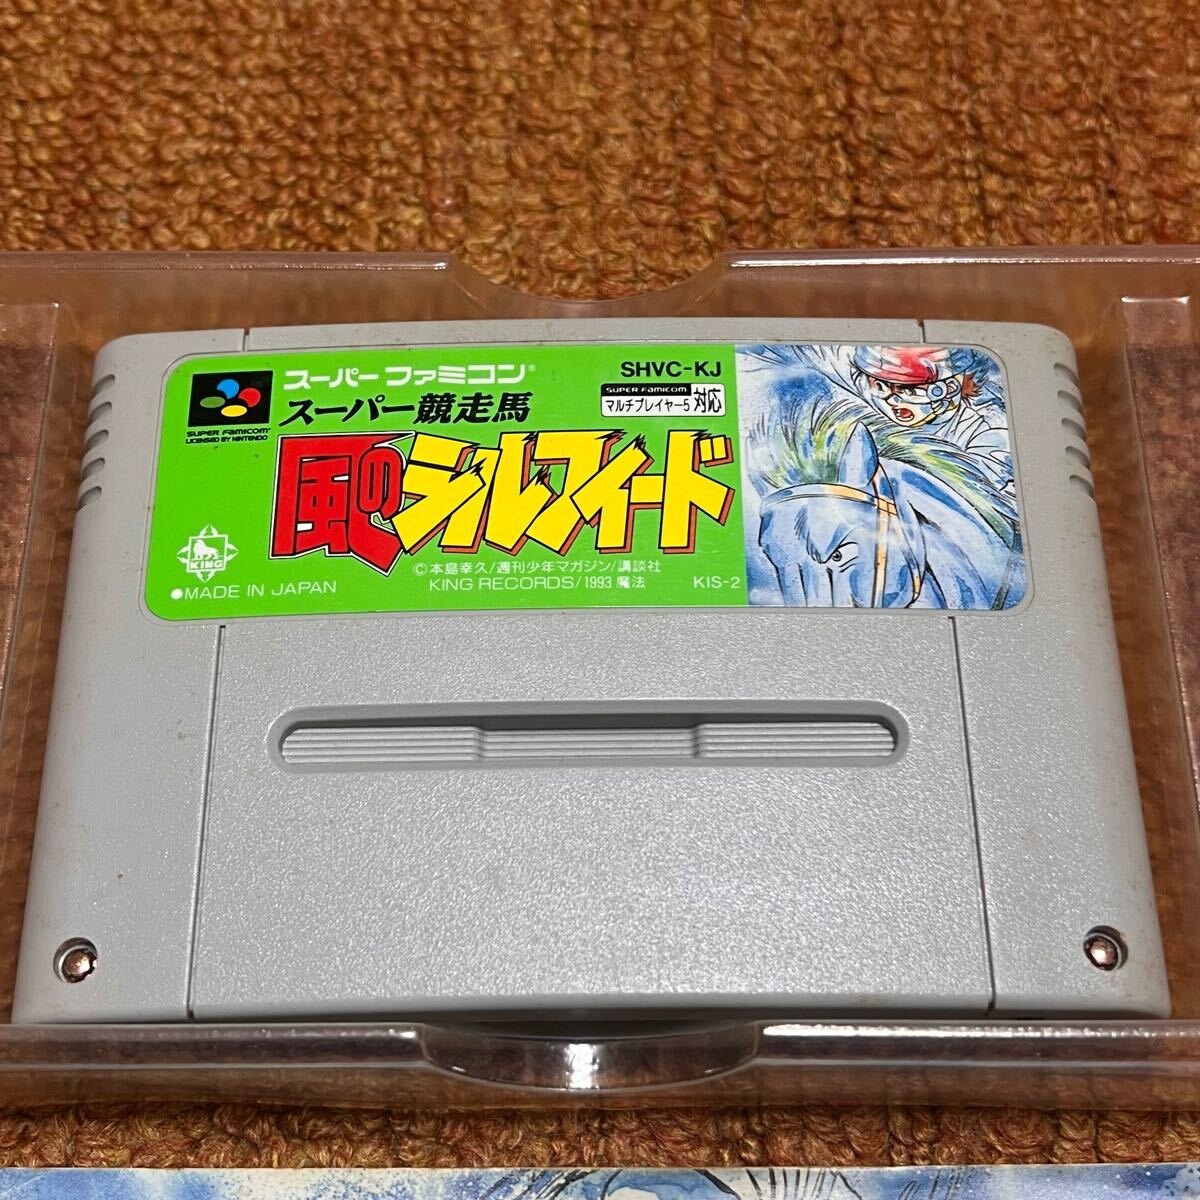 SUPER FAMICOM
LICENSED BY NINTENDO
スーパーファミコン®
スーパー競走馬
風のシルフィード
SHVC-KJ
SUPER FAMICOM
マルチプレイヤー5 対応
KING
●MADE IN JAPAN
©本島幸久/週刊少年マガジン/講談社
KING RECORDS/1993 魔法
KIS-2